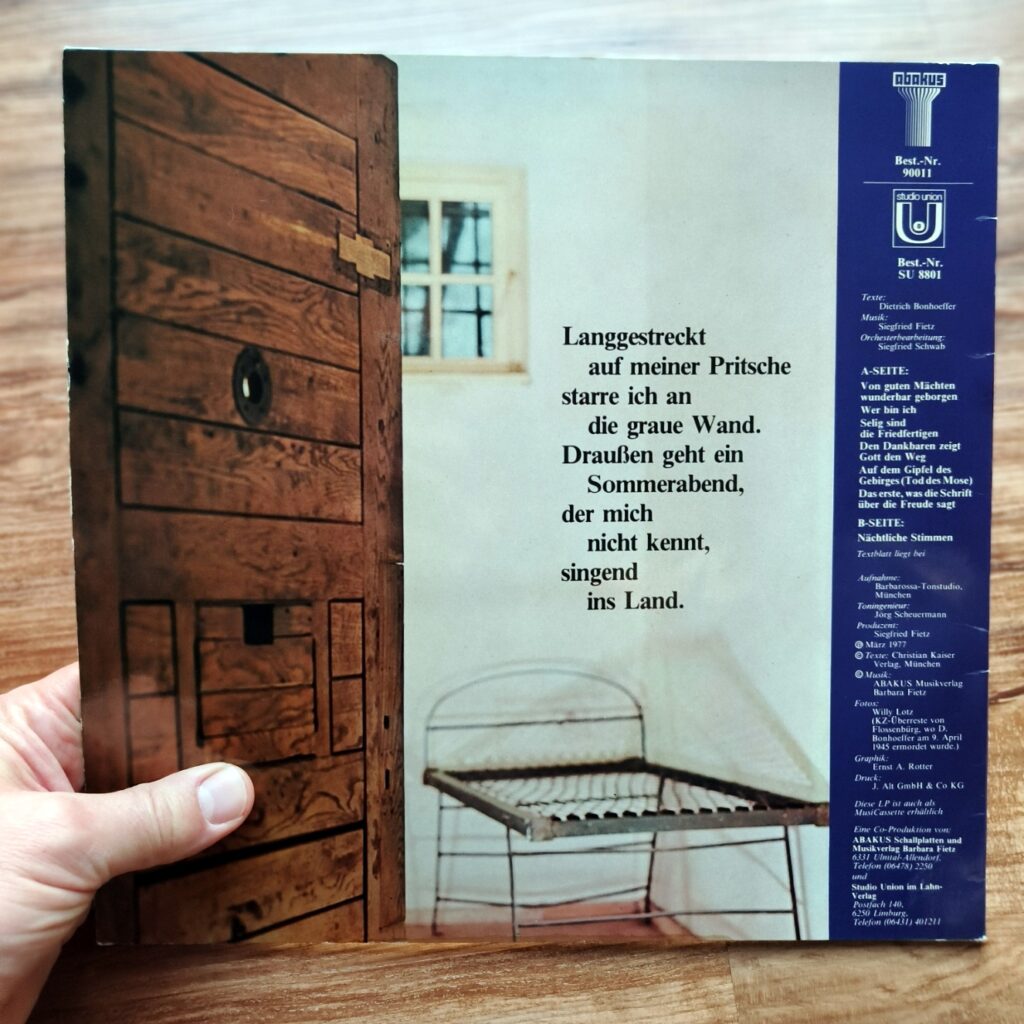 Langgestreckt
auf meiner Pritsche
starre ich an
die graue Wand.
Draußen geht ein
Sommerabend,
der mich
nicht kennt,
singend
ins Land.
abakus
Best.-Nr.
90011
studio union
U
Best.-Nr.
SU 8801
Texte:
Dietrich Bonhoeffer
Musik:
Siegfried Fietz
Orchesterbearbeitung:
Siegfried Schwab
A-SEITE:
Von guten Mächten
wunderbar geborgen
Wer bin ich
Selig sind
die Friedfertigen
Den Dankbaren zeigt
Gott den Weg
Auf dem Gipfel des
Gebirges (Tod des Mose)
Das erste, was die Schrift
über die Freude sagt
B-SEITE:
Nächtliche Stimmen
Textblatt liegt bei
Aufnahme:
Barbarossa-Tonstudio,
München
Toningenieur:
Jörg Scheuermann
Produzent:
Siegfried Fietz
℗ März 1977
© Texte: Christian Kaiser
Verlag, München
© Musik:
ABAKUS Musikverlag
Barbara Fietz
Fotos:
Willy Lotz
(KZ-Überreste von
Flossenbürg, wo D.
Bonhoeffer am 9. April
1945 ermordet wurde.)
Graphik:
Ernst A. Rotter
Druck:
J. Alt GmbH & Co KG
Diese LP ist auch als
MusiCassette erhältlich
Eine Co-Produktion von:
ABAKUS Schallplatten und
Musikverlag Barbara Fietz
6331 Ulmtal-Allendorf,
Telefon (06478) 2250
und
Studio Union im Lahn-
Verlag
Postfach 140,
6250 Limburg,
Telefon (06431) 401211